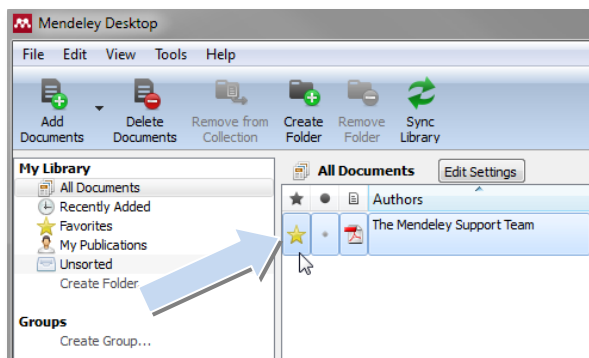 Mendeley Desktop
File Edit View Tools Help
Add Documents
Delete Documents
Remove from Collection
Create Folder
Remove Folder
Sync Library
My Library
All Documents
Recently Added
Favorites
My Publications
Unsorted
Create Folder
Groups
Create Group...
All Documents Edit Settings
Authors
The Mendeley Support Team